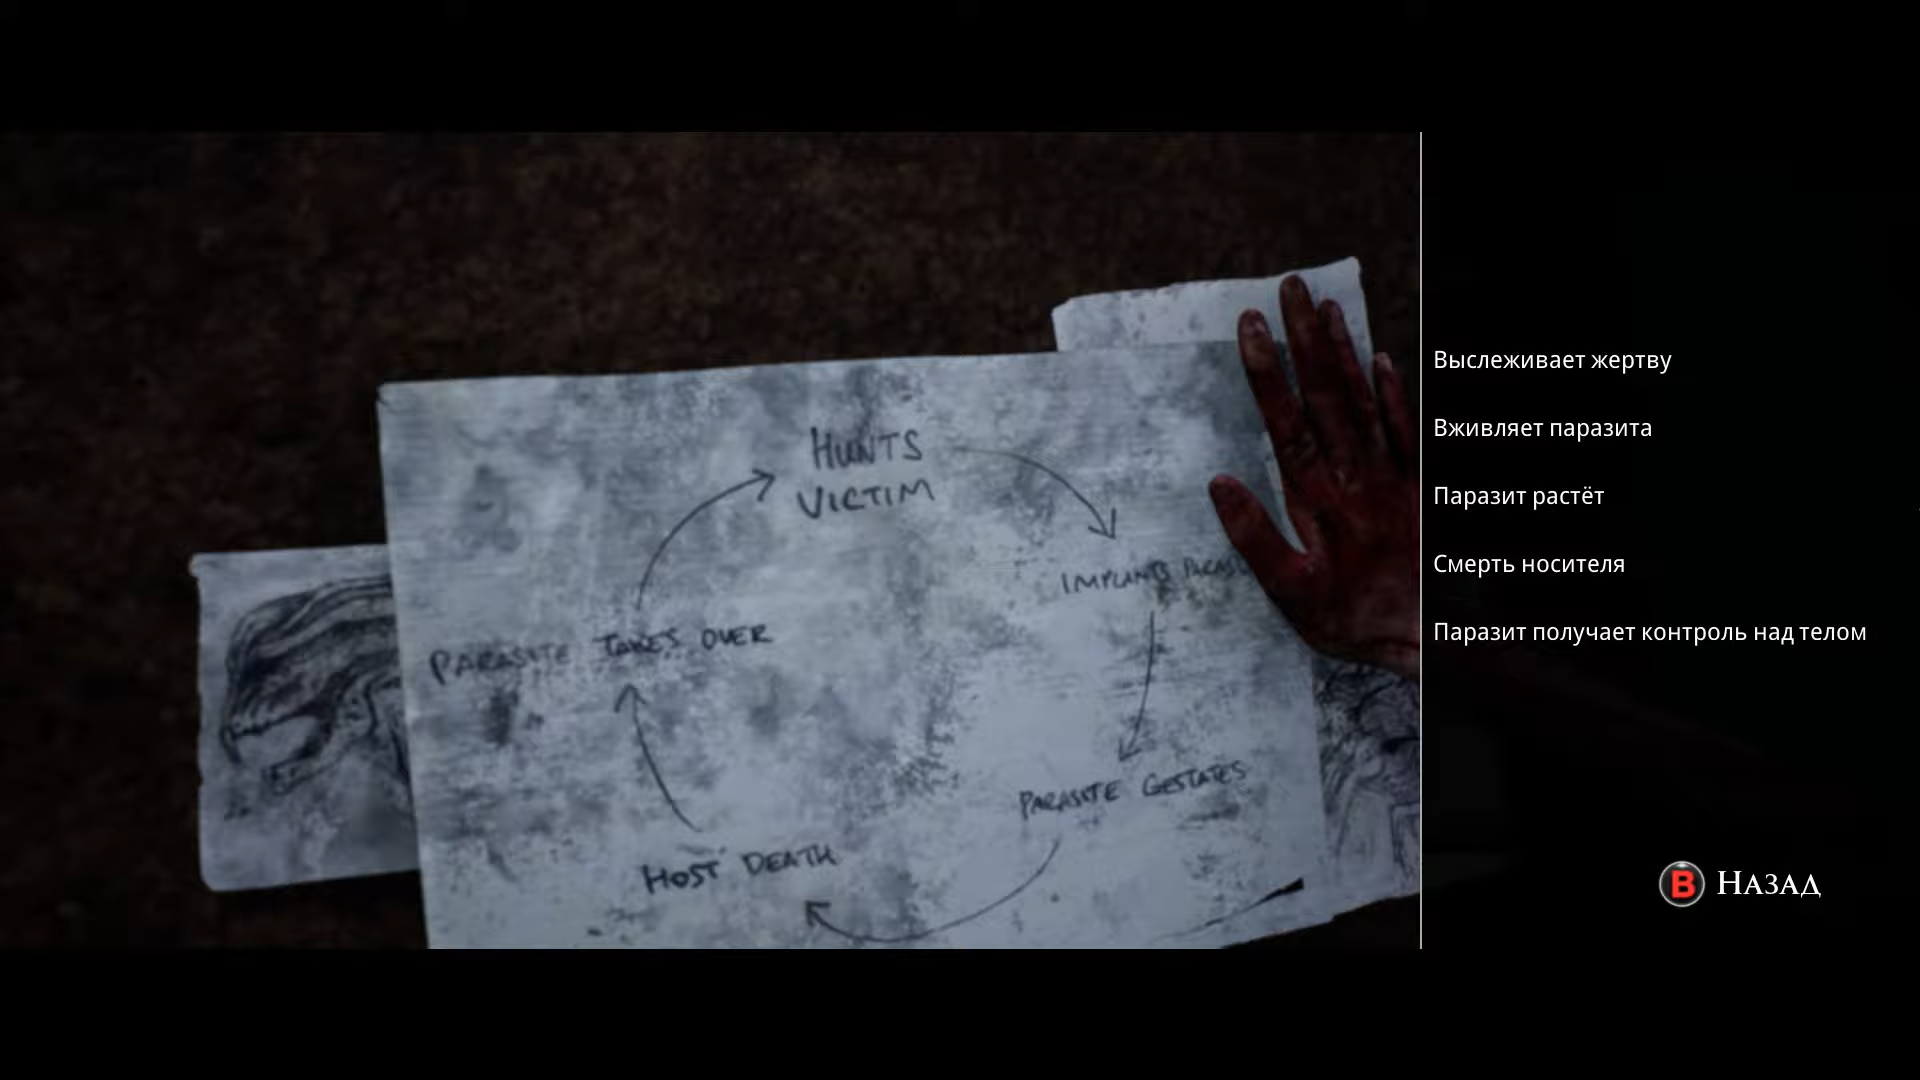 HUNTS
VICTIM
IMPLANTS
PARASITE TAKES OVER
PARASITE GESTATES
HOST DEATH
Выслеживает жертву
Вживляет паразита
Паразит растёт
Смерть носителя
Паразит получает контроль над телом
B НАЗАД